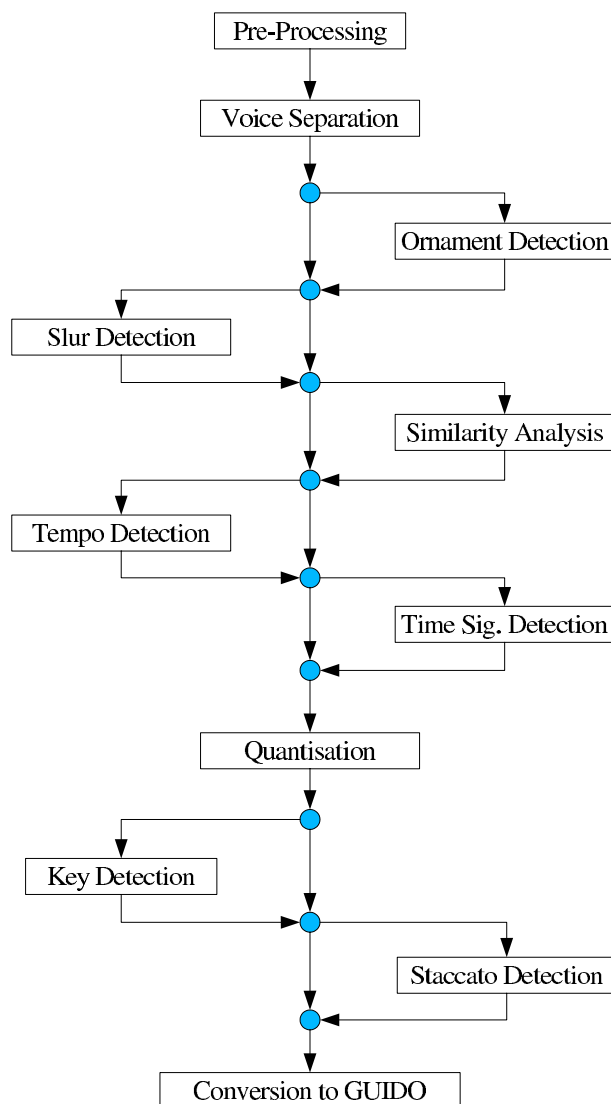 Pre-Processing
Voice Separation
Ornament Detection
Slur Detection
Similarity Analysis
Tempo Detection
Time Sig. Detection
Quantisation
Key Detection
Staccato Detection
Conversion to GUIDO